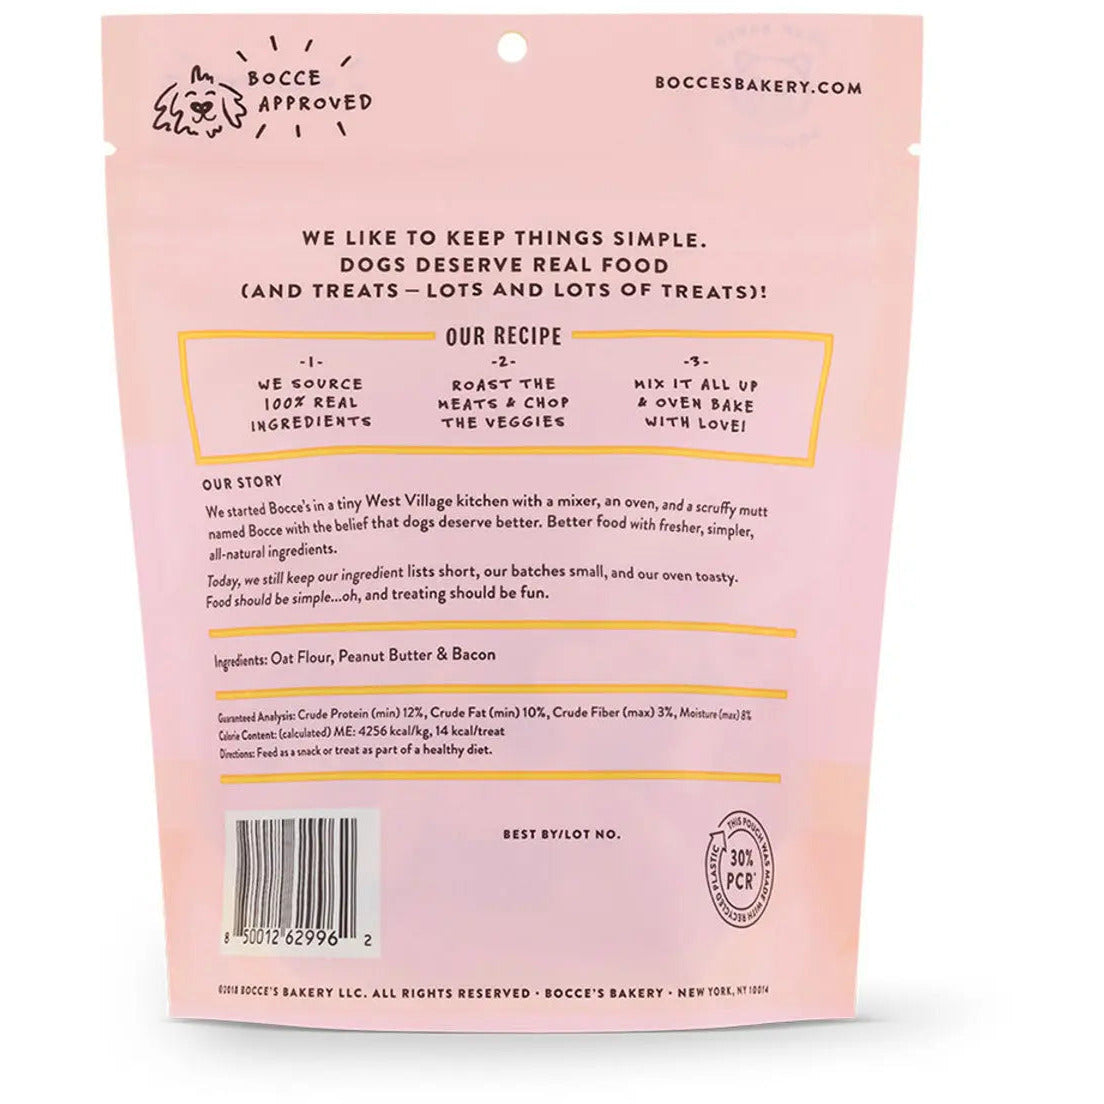 BOCCE
APPROVED
BOCCESBAKERY.COM
WE LIKE TO KEEP THINGS SIMPLE.
DOGS DESERVE REAL FOOD
(AND TREATS — LOTS AND LOTS OF TREATS)!
OUR RECIPE
-1-
WE SOURCE
100% REAL
INGREDIENTS
-2-
ROAST THE
MEATS & CHOP
THE VEGGIES
-3-
MIX IT ALL UP
& OVEN BAKE
WITH LOVE!
OUR STORY
We started Bocce's in a tiny West Village kitchen with a mixer, an oven, and a scruffy mutt
named Bocce with the belief that dogs deserve better. Better food with fresher, simpler,
all-natural ingredients.
Today, we still keep our ingredient lists short, our batches small, and our oven toasty.
Food should be simple...oh, and treating should be fun.
Ingredients: Oat Flour, Peanut Butter & Bacon
Guaranteed Analysis: Crude Protein (min) 12%, Crude Fat (min) 10%, Crude Fiber (max) 3%, Moisture (max) 8%
Calorie Content: (calculated) ME: 4256 kcal/kg, 14 kcal/treat
Directions: Feed as a snack or treat as part of a healthy diet.
BEST BY/LOT NO.
THIS POUCH WAS MADE WITH RECYCLED PLASTIC
30%
PCR*
8 50012 62996 2
©2018 BOCCE'S BAKERY LLC. ALL RIGHTS RESERVED • BOCCE'S BAKERY • NEW YORK, NY 10014